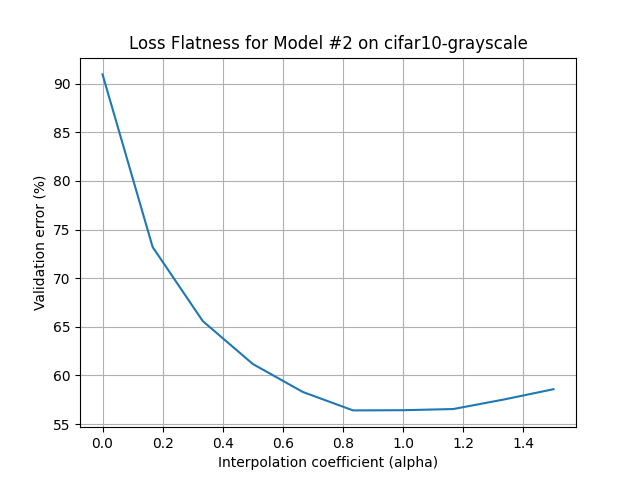 Loss Flatness for Model #2 on cifar10-grayscale
Validation error (%)
90
85
80
75
70
65
60
55
0.0 0.2 0.4 0.6 0.8 1.0 1.2 1.4
Interpolation coefficient (alpha)